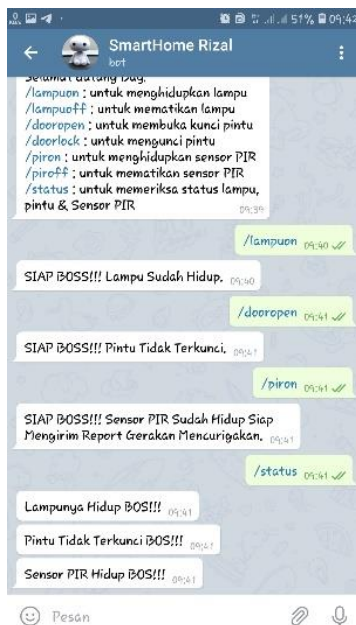 51% 09:42
SmartHome Rizal
bot
Selamat datang
/lampuon : untuk menghidupkan lampu
/lampuoff : untuk mematikan lampu
/dooropen : untuk membuka kunci pintu
/doorlock : untuk mengunci pintu
/piron : untuk menghidupkan sensor PIR
/piroff : untuk mematikan sensor PIR
/status : untuk memeriksa status lampu,
pintu & Sensor PIR
09:39
/lampuon 09:40
SIAP BOSS!!! Lampu Sudah Hidup. 09:40
/dooropen 09:41
SIAP BOSS!!! Pintu Tidak Terkunci. 09:41
/piron 09:41
SIAP BOSS!!! Sensor PIR Sudah Hidup Siap
Mengirim Report Gerakan Mencurigakan. 09:41
/status 09:41
Lampunya Hidup BOS!!! 09:41
Pintu Tidak Terkunci BOS!!! 09:41
Sensor PIR Hidup BOS!!! 09:41
Pesan